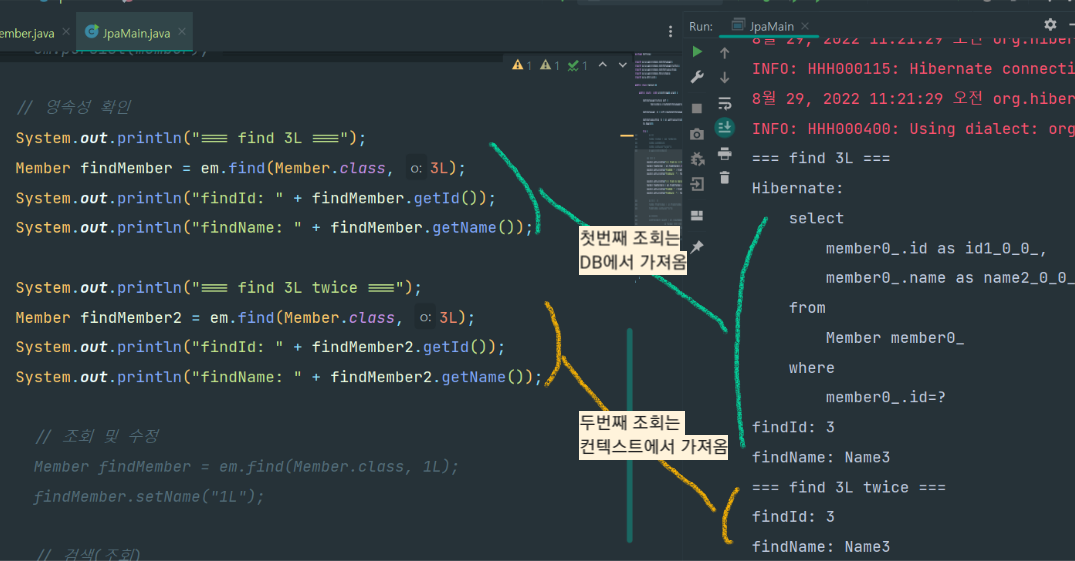 ember.java
JpaMain.java
em.persist(member);
1 1 1
// 영속성 확인
System.out.println("=== find 3L ===");
Member findMember = em.find(Member.class, o: 3L);
System.out.println("findId: " + findMember.getId());
System.out.println("findName: " + findMember.getName());
System.out.println("=== find 3L twice ===");
Member findMember2 = em.find(Member.class, o: 3L);
System.out.println("findId: " + findMember2.getId());
System.out.println("findName: " + findMember2.getName());
// 조회 및 수정
Member findMember = em.find(Member.class, 1L);
findMember.setName("1L");
// 검색(조회)
첫번째 조회는
DB에서 가져옴
두번째 조회는
컨텍스트에서 가져옴
Run: JpaMain
8월 29, 2022 11:21:29 오전 org.hiber
INFO: HHH000115: Hibernate connecti
8월 29, 2022 11:21:29 오전 org.hiber
INFO: HHH000400: Using dialect: org
=== find 3L ===
Hibernate:
select
member0_.id as id1_0_0_,
member0_.name as name2_0_0_
from
Member member0_
where
member0_.id=?
findId: 3
findName: Name3
=== find 3L twice ===
findId: 3
findName: Name3